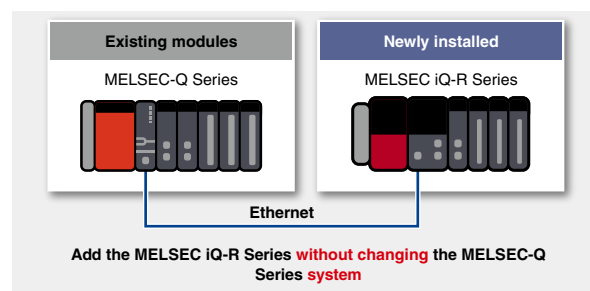 Existing modules
Newly installed
MELSEC-Q Series
MELSEC iQ-R Series
Ethernet
Add the MELSEC iQ-R Series without changing the MELSEC-Q
Series system